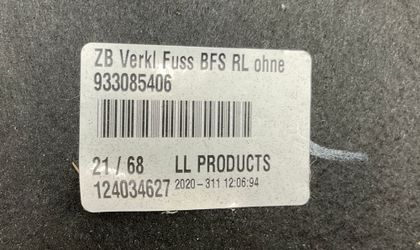 ZB Verkl Fuss BFS RL ohne
933085406
21 / 68 LL PRODUCTS
124034627 2020-311 12:06:94